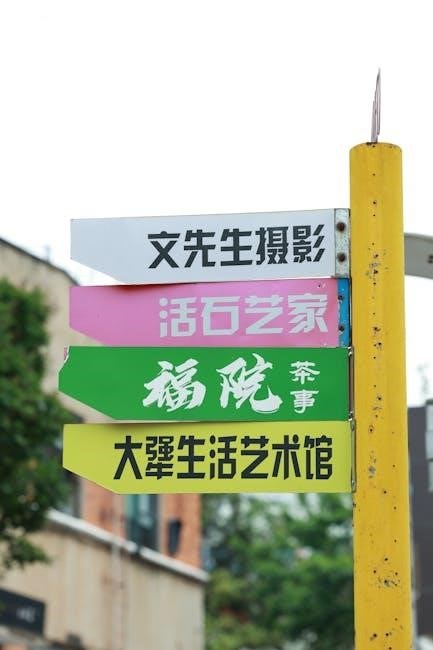 文先生摄影
活石艺家
福院 茶事
大犟生活艺术馆